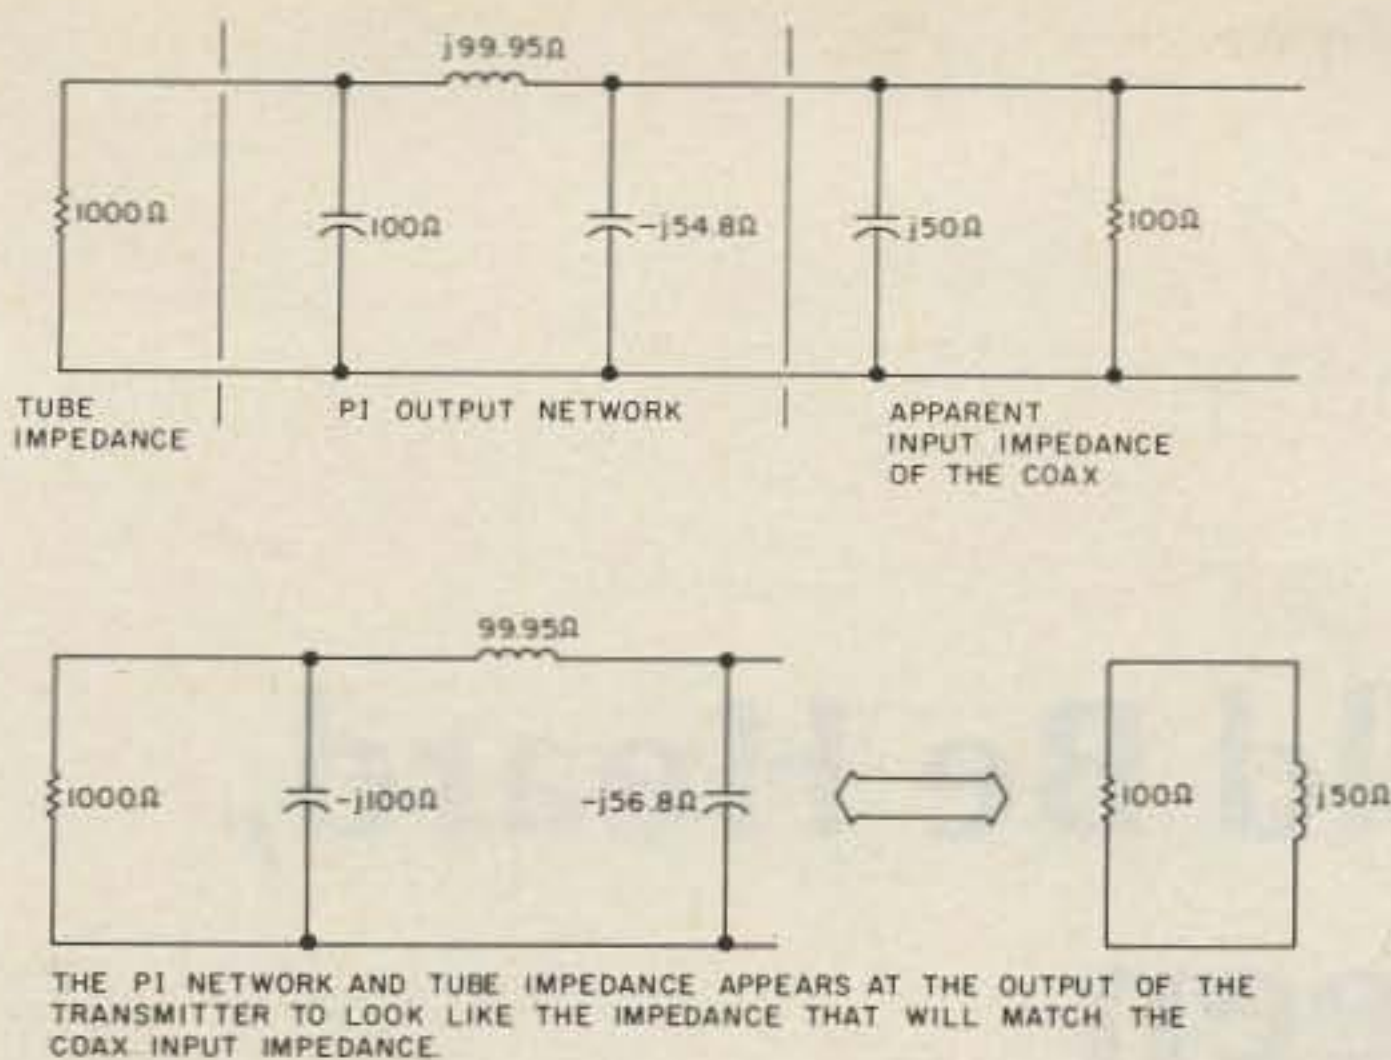 j99.95Ω
1000Ω
100Ω
-j54.8Ω
j50Ω
100Ω
TUBE
IMPEDANCE
PI OUTPUT NETWORK
APPARENT
INPUT IMPEDANCE
OF THE COAX
99.95Ω
1000Ω
-j100Ω
-j56.8Ω
100Ω
j50Ω
THE PI NETWORK AND TUBE IMPEDANCE APPEARS AT THE OUTPUT OF THE
TRANSMITTER TO LOOK LIKE THE IMPEDANCE THAT WILL MATCH THE
COAX INPUT IMPEDANCE.